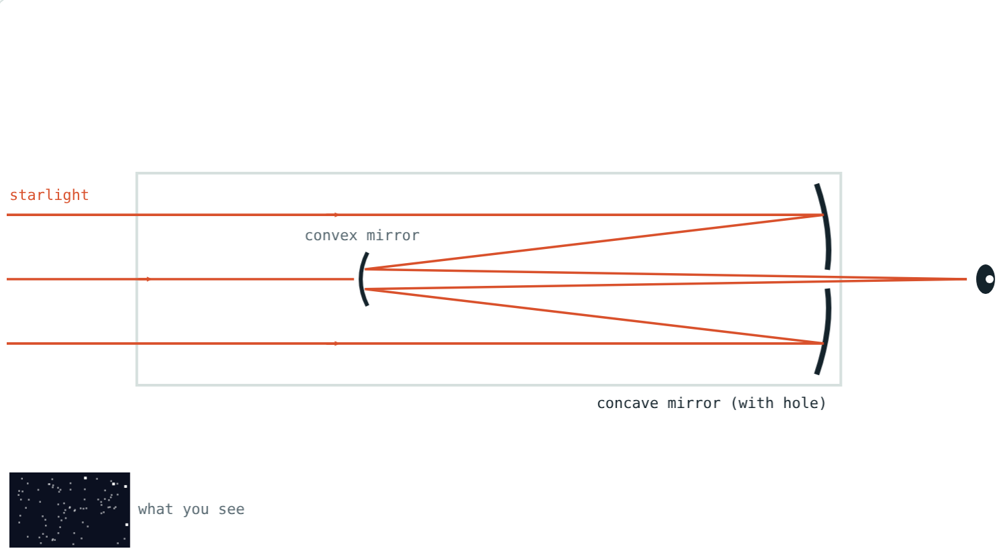 starlight
convex mirror
concave mirror (with hole)
what you see